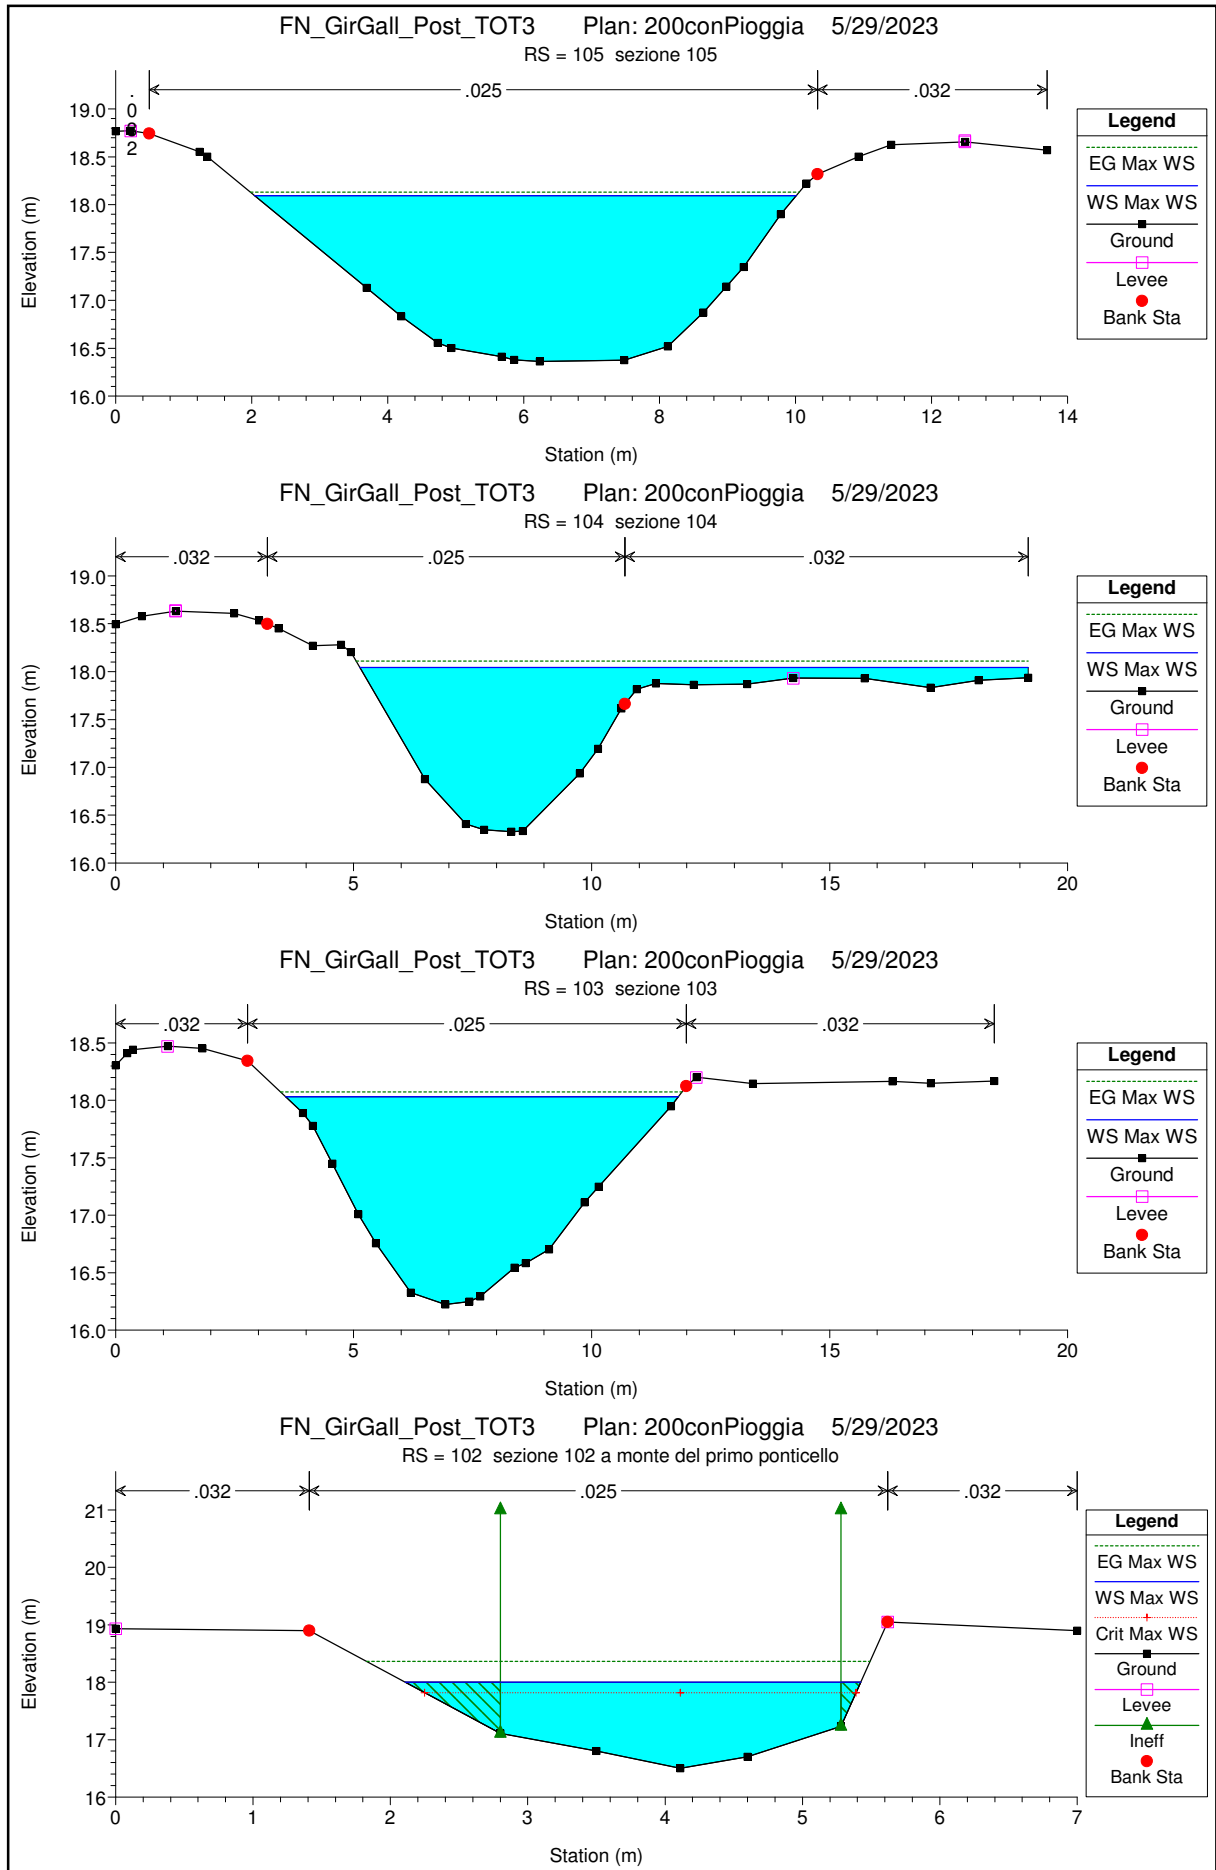 FN_GirGall_Post_TOT3 Plan: 200conPioggia 5/29/2023
RS = 105 sezione 105
.025
.032
.032
19.0
18.5
18.0
17.5
17.0
16.5
16.0
Elevation (m)
0 2 4 6 8 10 12 14
Station (m)
Legend
EG Max WS
WS Max WS
Ground
Levee
Bank Sta
FN_GirGall_Post_TOT3 Plan: 200conPioggia 5/29/2023
RS = 104 sezione 104
.032 .025 .032
19.0
18.5
18.0
17.5
17.0
16.5
16.0
Elevation (m)
0 5 10 15 20
Station (m)
Legend
EG Max WS
WS Max WS
Ground
Levee
Bank Sta
FN_GirGall_Post_TOT3 Plan: 200conPioggia 5/29/2023
RS = 103 sezione 103
.032 .025 .032
18.5
18.0
17.5
17.0
16.5
16.0
Elevation (m)
0 5 10 15 20
Station (m)
Legend
EG Max WS
WS Max WS
Ground
Levee
Bank Sta
FN_GirGall_Post_TOT3 Plan: 200conPioggia 5/29/2023
RS = 102 sezione 102 a monte del primo ponticello
.032 .025 .032
21
20
19
18
17
16
Elevation (m)
0 1 2 3 4 5 6 7
Station (m)
Legend
EG Max WS
WS Max WS
Crit Max WS
Ground
Levee
Ineff
Bank Sta